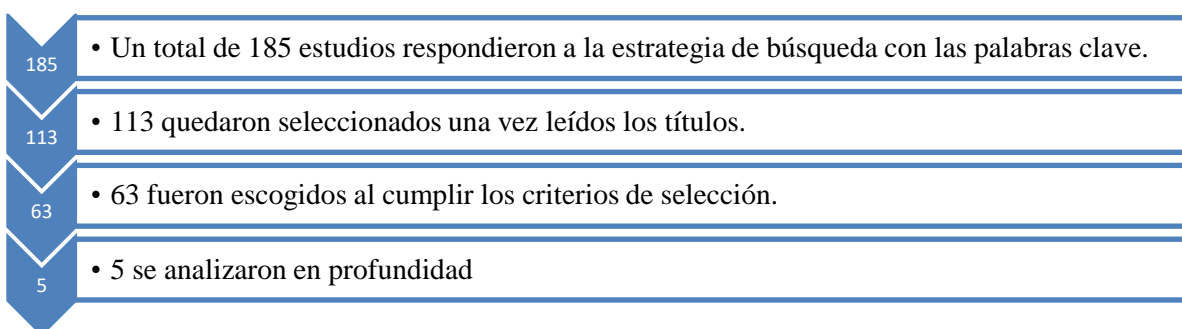 185
• Un total de 185 estudios respondieron a la estrategia de búsqueda con las palabras clave.
113
• 113 quedaron seleccionados una vez leídos los títulos.
63
• 63 fueron escogidos al cumplir los criterios de selección.
5
• 5 se analizaron en profundidad